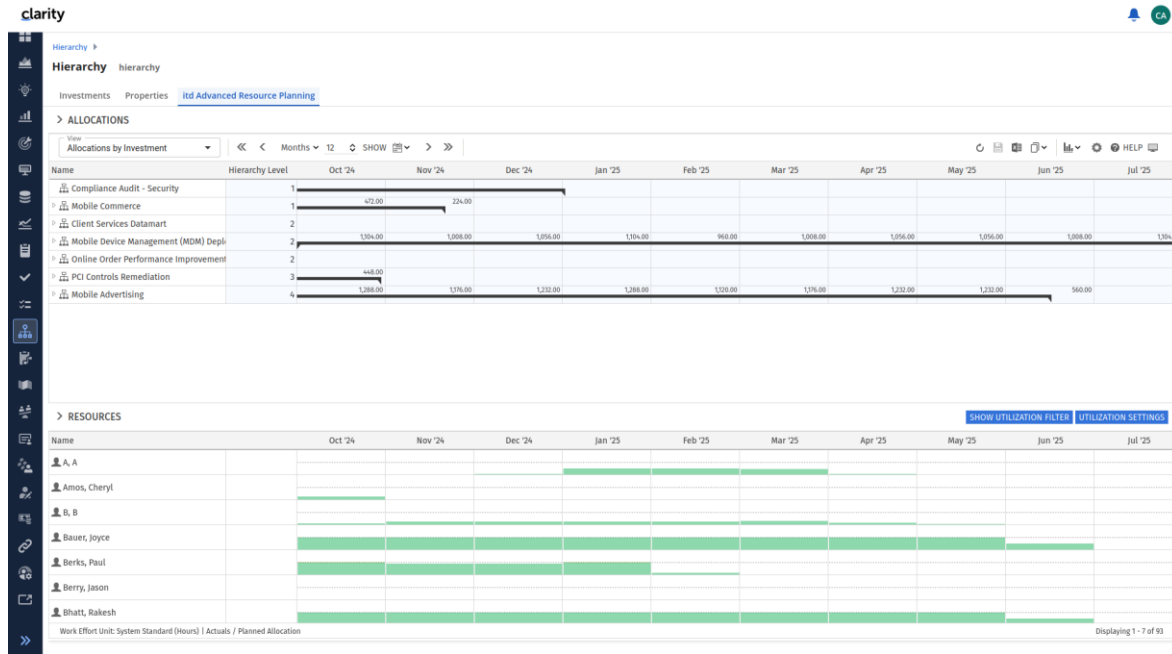 clarity
CA
Hierarchy
Hierarchy hierarchy
Investments Properties itd Advanced Resource Planning
ALLOCATIONS
View
Allocations by Investment Months 12 SHOW HELP
Name Hierarchy Level Oct '24 Nov '24 Dec '24 Jan '25 Feb '25 Mar '25 Apr '25 May '25 Jun '25 Jul '25
Compliance Audit - Security 1
Mobile Commerce 1 472.00 224.00
Client Services Datamart 2
Mobile Device Management (MDM) Depl 2 1,104.00 1,008.00 1,056.00 1,104.00 960.00 1,008.00 1,056.00 1,056.00 1,008.00 1,104
Online Order Performance Improvement 2
PCI Controls Remediation 3 448.00
Mobile Advertising 4 1,288.00 1,176.00 1,232.00 1,288.00 1,120.00 1,176.00 1,232.00 1,232.00 560.00
RESOURCES SHOW UTILIZATION FILTER UTILIZATION SETTINGS
Name Oct '24 Nov '24 Dec '24 Jan '25 Feb '25 Mar '25 Apr '25 May '25 Jun '25 Jul '25
A, A
Amos, Cheryl
B, B
Bauer, Joyce
Berks, Paul
Berry, Jason
Bhatt, Rakesh
Work Effort Unit: System Standard (Hours) | Actuals / Planned Allocation Displaying 1 - 7 of 93